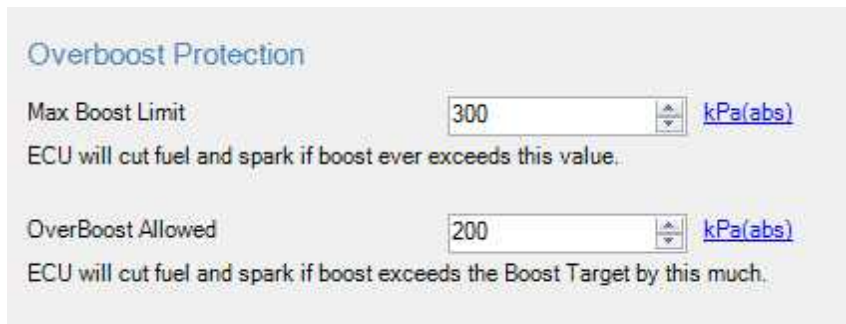 Overboost Protection
Max Boost Limit 300 kPa(abs)
ECU will cut fuel and spark if boost ever exceeds this value.
OverBoost Allowed 200 kPa(abs)
ECU will cut fuel and spark if boost exceeds the Boost Target by this much.